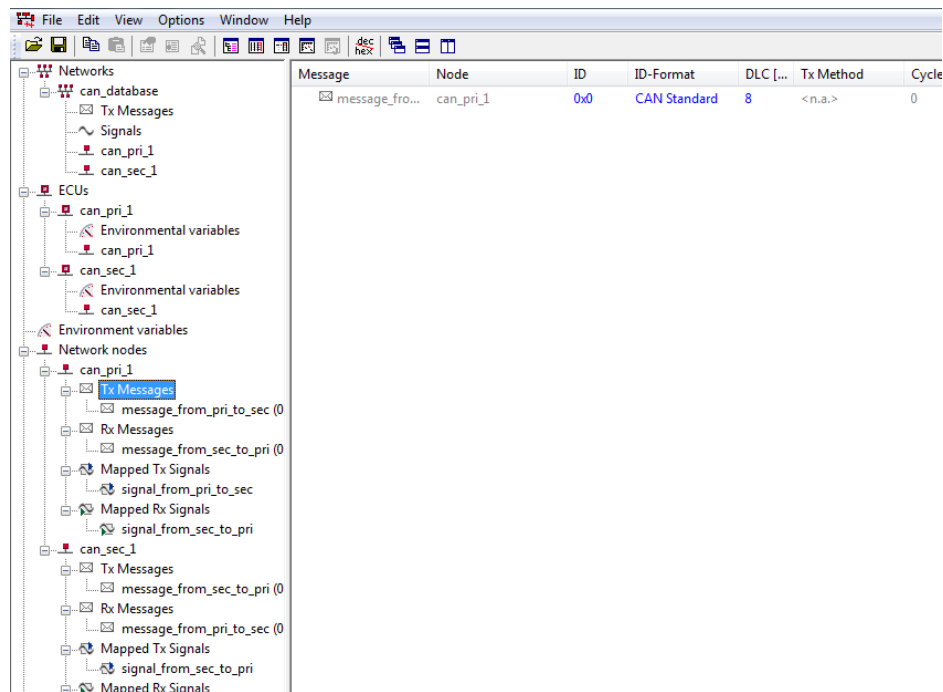 File Edit View Options Window Help
dec
hex
Networks
can_database
Tx Messages
Signals
can_pri_1
can_sec_1
ECUs
can_pri_1
Environmental variables
can_pri_1
can_sec_1
Environmental variables
can_sec_1
Environment variables
Network nodes
can_pri_1
Tx Messages
message_from_pri_to_sec (0
Rx Messages
message_from_sec_to_pri (0
Mapped Tx Signals
signal_from_pri_to_sec
Mapped Rx Signals
signal_from_sec_to_pri
can_sec_1
Tx Messages
message_from_sec_to_pri (0
Rx Messages
message_from_pri_to_sec (0
Mapped Tx Signals
signal_from_sec_to_pri
Mapped Rx Signals
Message Node ID ID-Format DLC [... Tx Method Cycle
message_fro... can_pri_1 0x0 CAN Standard 8 <n.a.> 0